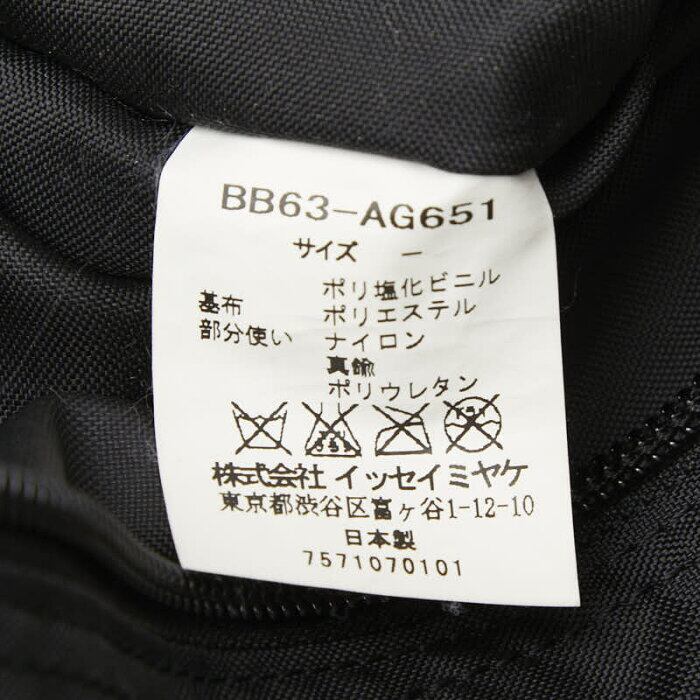 BB63-AG651
サイズ －
ポリ塩化ビニル
基布 ポリエステル
部分使い ナイロン
真鍮
ポリウレタン
株式会社 イッセイミヤケ
東京都渋谷区富ヶ谷1-12-10
日本製
7571070101